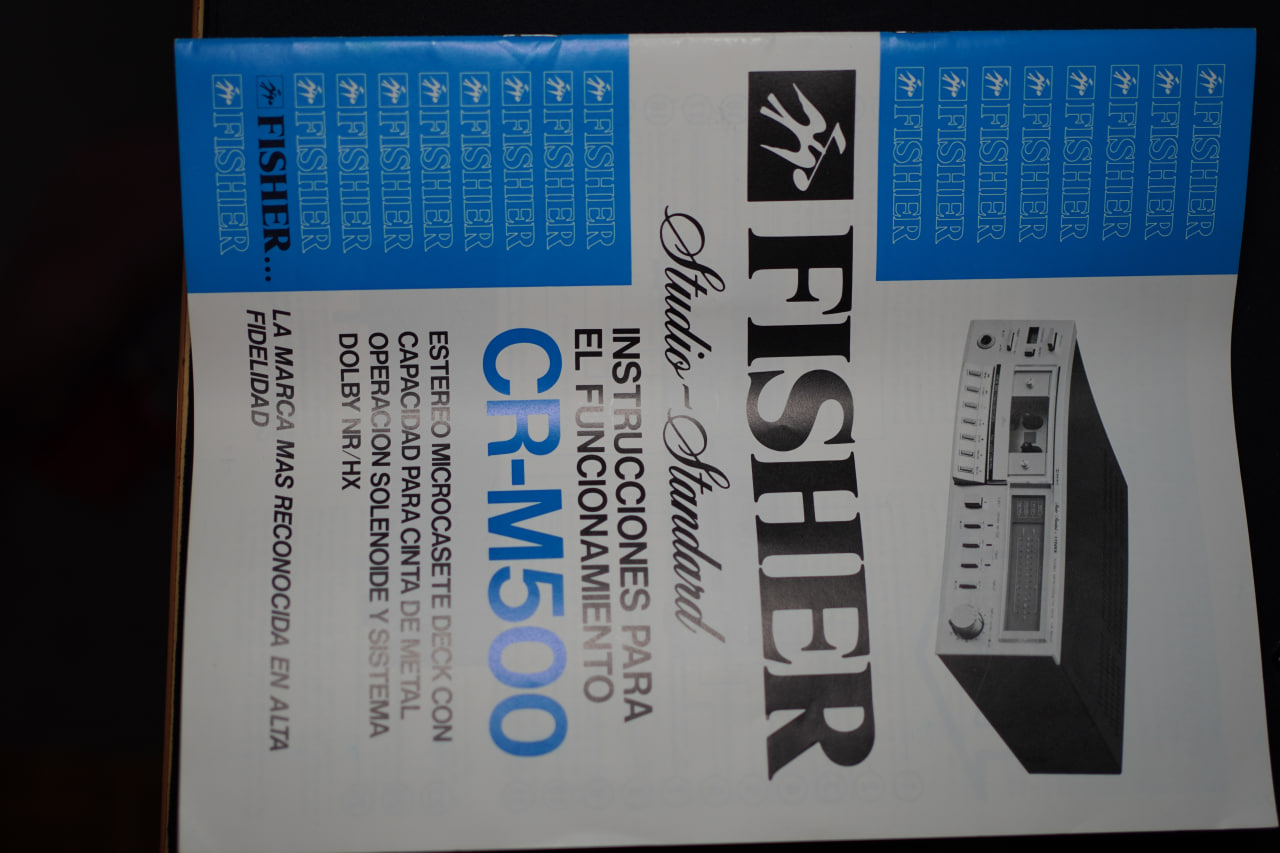 FISHER
FISHER
FISHER
FISHER
FISHER
FISHER
FISHER
FISHER
FISHER
Studio-Standard
INSTRUCCIONES PARA
EL FUNCIONAMIENTO
CR-M500
ESTEREO MICROCASETE DECK CON
CAPACIDAD PARA CINTA DE METAL
OPERACION SOLENOIDE Y SISTEMA
DOLBY NR/HX
FISHER
FISHER
FISHER
FISHER
FISHER
FISHER
FISHER
FISHER
FISHER...
LA MARCA MAS RECONOCIDA EN ALTA
FIDELIDAD
FISHER